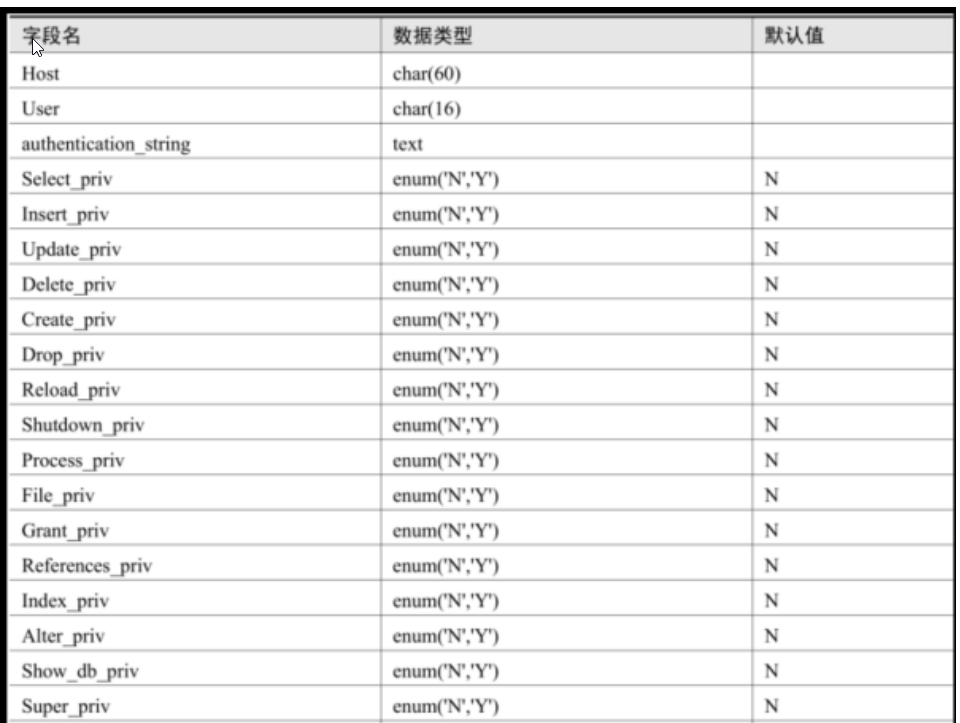 字段名 数据类型 默认值
Host char(60)
User char(16)
authentication_string text
Select_priv enum('N','Y') N
Insert_priv enum('N','Y') N
Update_priv enum('N','Y') N
Delete_priv enum('N','Y') N
Create_priv enum('N','Y') N
Drop_priv enum('N','Y') N
Reload_priv enum('N','Y') N
Shutdown_priv enum('N','Y') N
Process_priv enum('N','Y') N
File_priv enum('N','Y') N
Grant_priv enum('N','Y') N
References_priv enum('N','Y') N
Index_priv enum('N','Y') N
Alter_priv enum('N','Y') N
Show_db_priv enum('N','Y') N
Super_priv enum('N','Y') N